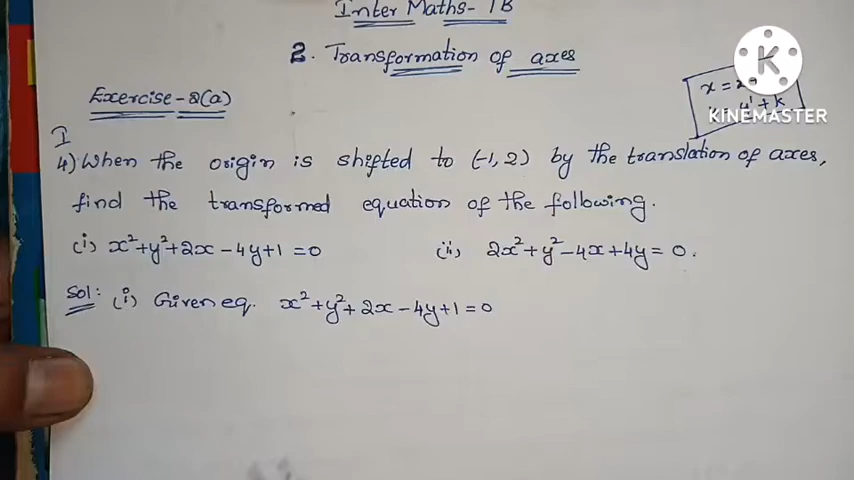 Inter Maths - IB
2. Transformation of axes
Exercise-2(a)
x =
y' + k
K
KINEMASTER
I
4) When the origin is shifted to (-1, 2) by the translation of axes,
find the transformed equation of the following.
(i) x²+y²+2x-4y+1=0 (ii) 2x²+y²-4x+4y=0.
Sol: (i) Given eq. x²+y²+2x-4y+1=0